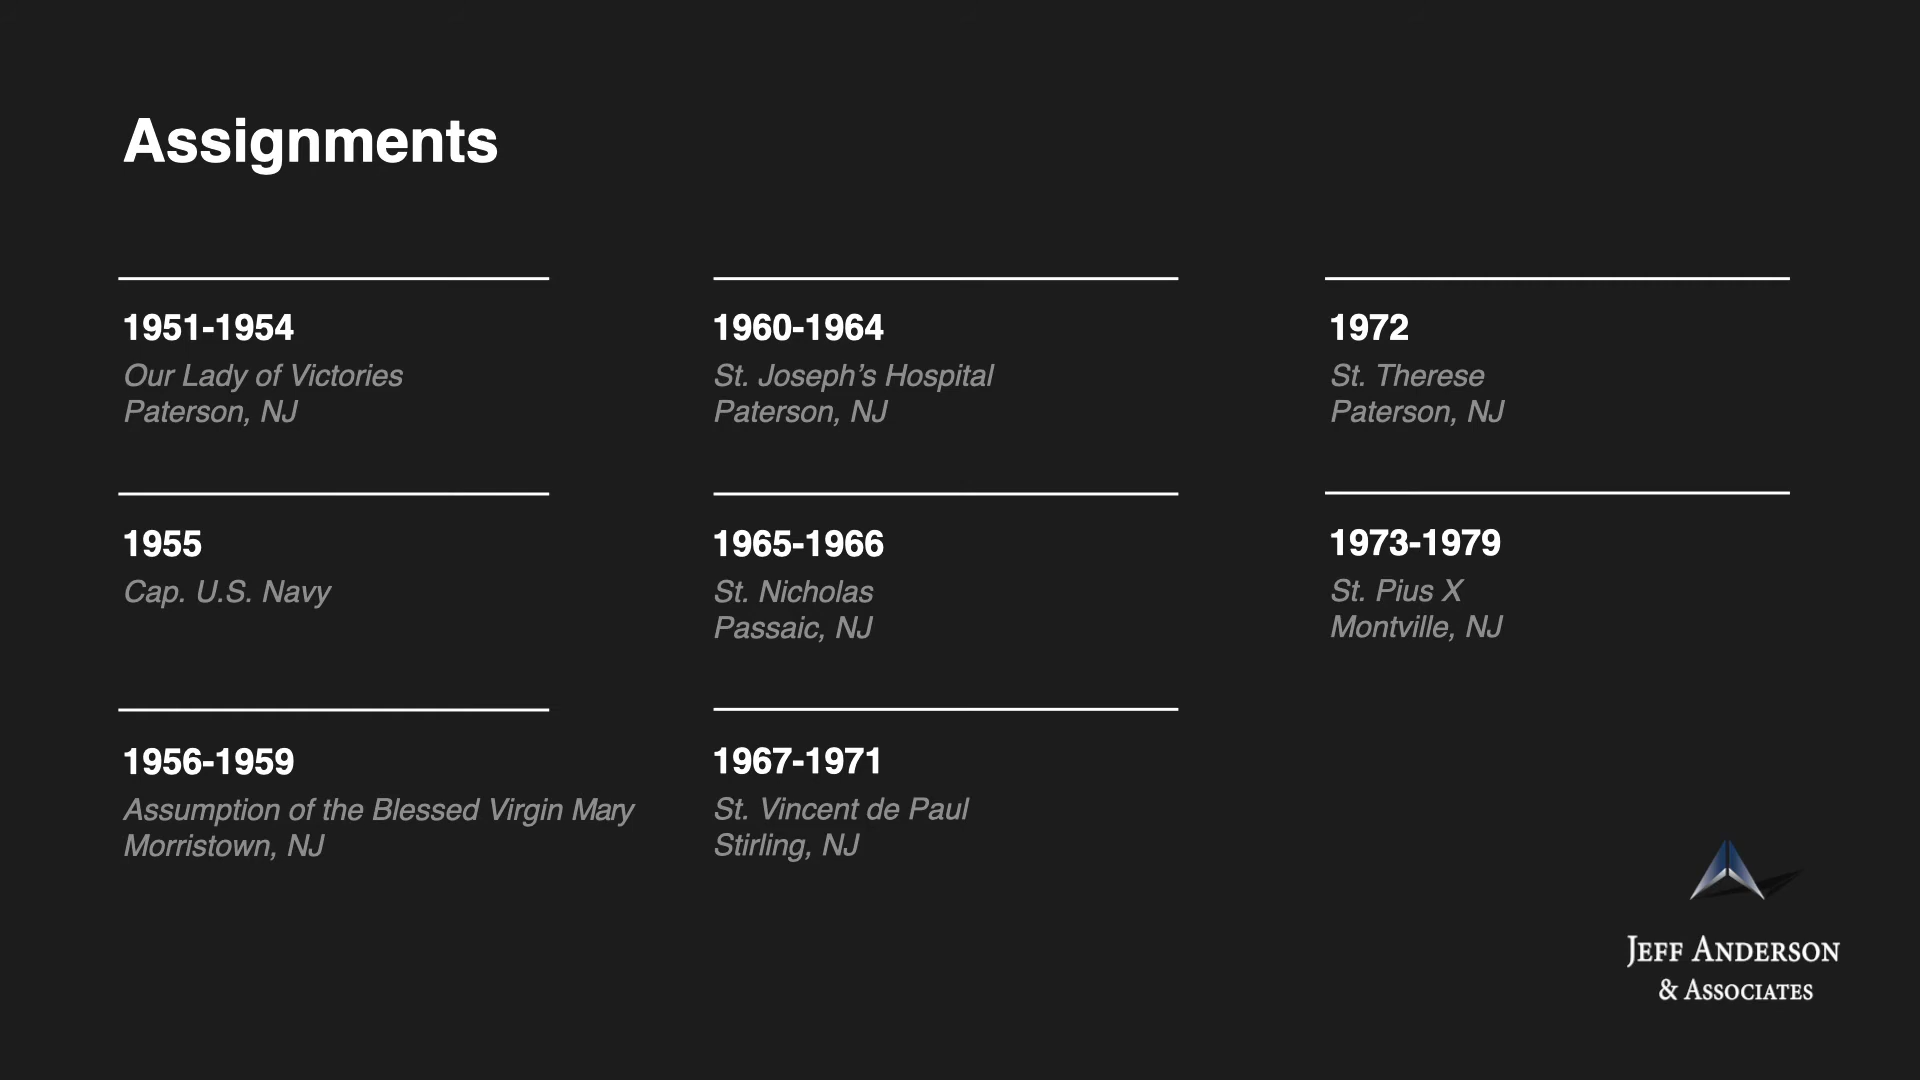 Assignments
1951-1954
Our Lady of Victories
Paterson, NJ
1955
Cap. U.S. Navy
1956-1959
Assumption of the Blessed Virgin Mary
Morristown, NJ
1960-1964
St. Joseph’s Hospital
Paterson, NJ
1965-1966
St. Nicholas
Passaic, NJ
1967-1971
St. Vincent de Paul
Stirling, NJ
1972
St. Therese
Paterson, NJ
1973-1979
St. Pius X
Montville, NJ
JEFF ANDERSON
& ASSOCIATES